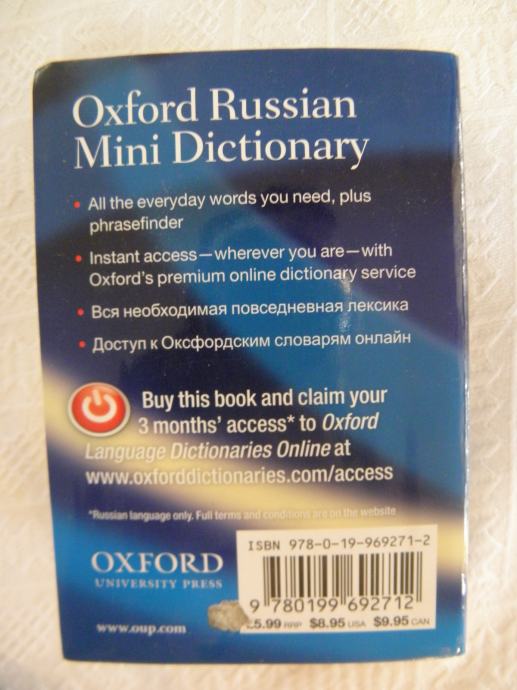 Oxford Russian
Mini Dictionary
• All the everyday words you need, plus
phrasefinder
• Instant access—wherever you are—with
Oxford's premium online dictionary service
• Вся необходимая повседневная лексика
• Доступ к Оксфордским словарям онлайн
Buy this book and claim your
3 months' access* to Oxford
Language Dictionaries Online at
www.oxforddictionaries.com/access
*Russian language only. Full terms and conditions are on the website
ISBN 978-0-19-969271-2
OXFORD
UNIVERSITY PRESS
9 780199 692712
£5.99 RRP $8.95 USA $9.95 CAN
www.oup.com